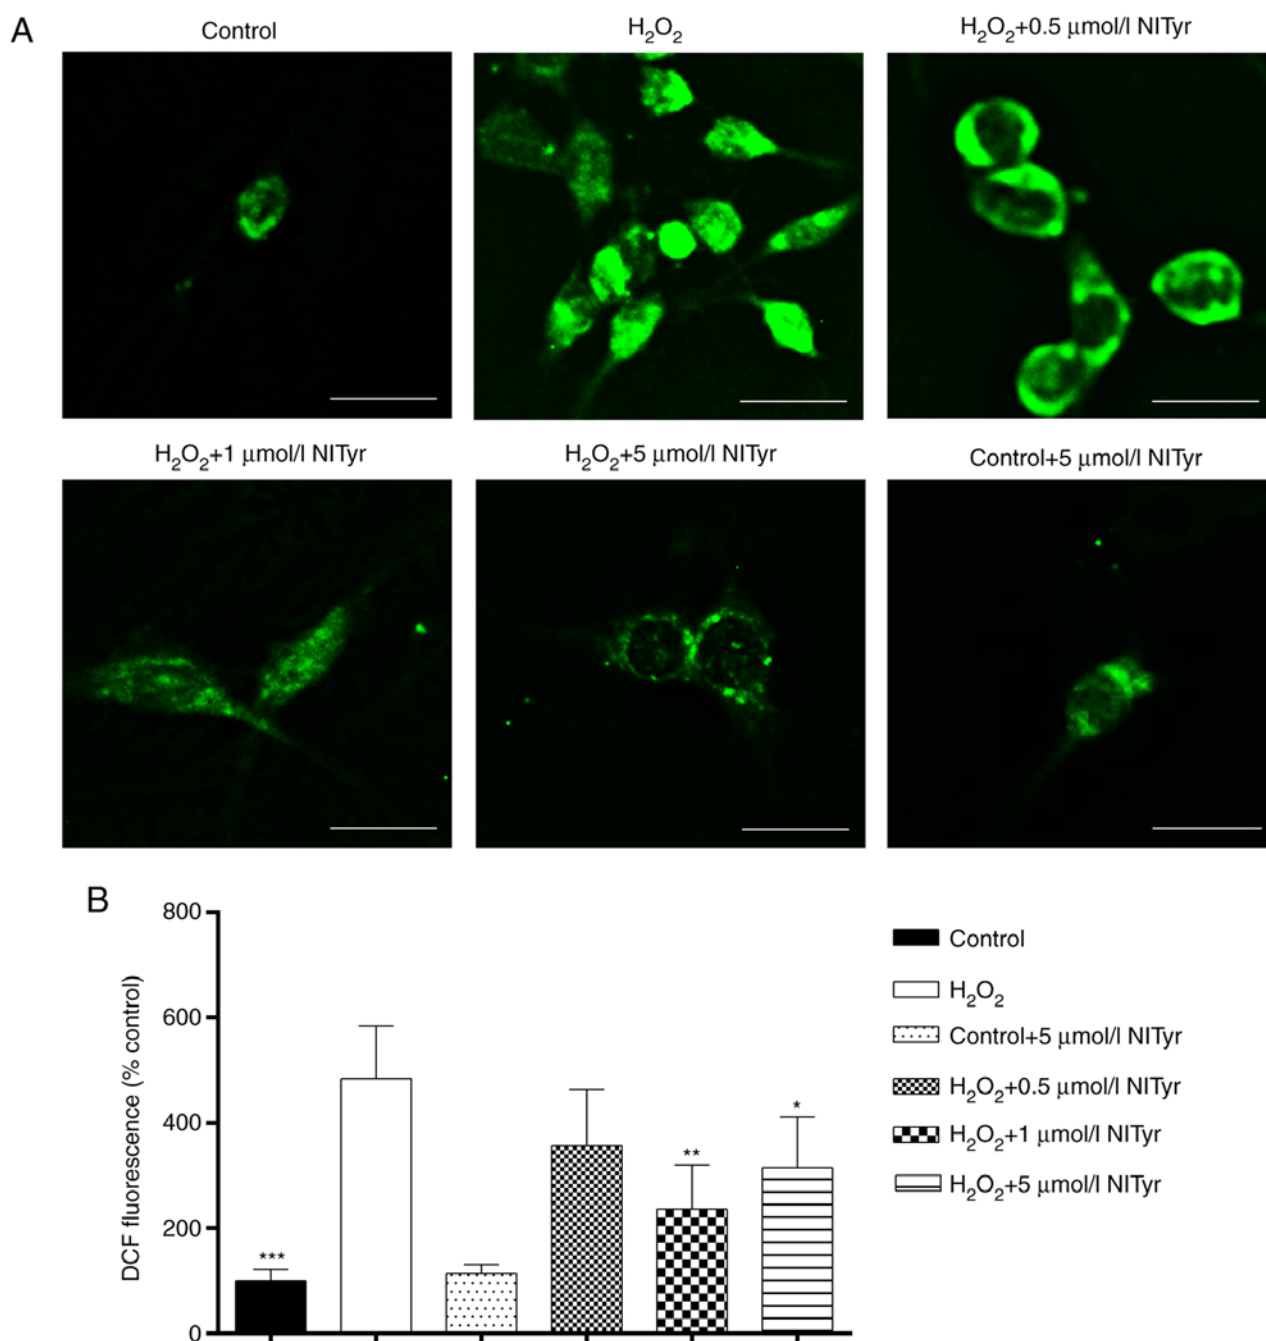 A
Control
H₂O₂
H₂O₂+0.5 μmol/l NITyr
H₂O₂+1 μmol/l NITyr
H₂O₂+5 μmol/l NITyr
Control+5 μmol/l NITyr
B
DCF fluorescence (% control)
800
600
400
200
0
***
**
*
Control
H₂O₂
Control+5 μmol/l NITyr
H₂O₂+0.5 μmol/l NITyr
H₂O₂+1 μmol/l NITyr
H₂O₂+5 μmol/l NITyr